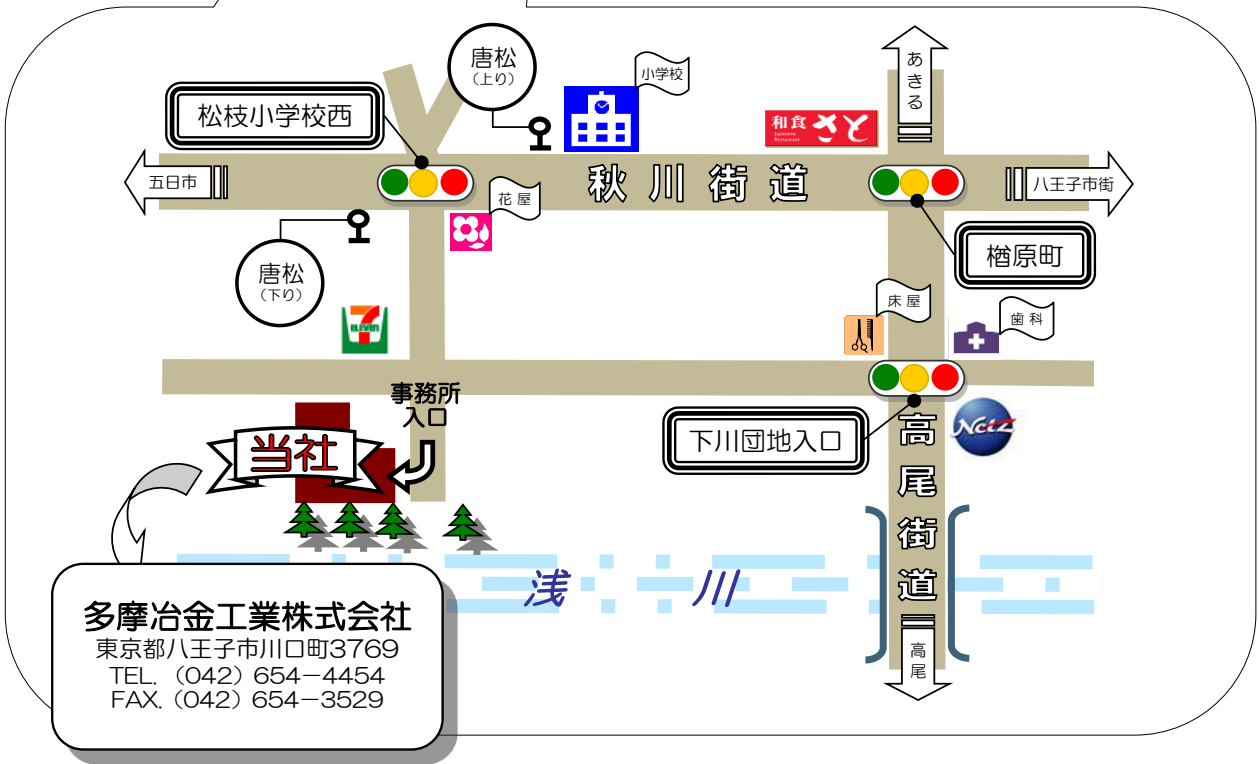 唐松
(上り)
小学校
あきる
松枝小学校西
和食 さと
Japanese
Restaurant
五日市
秋川街道
八王子市街
花屋
唐松
(下り)
楢原町
床屋
歯科
7
ELEVEN
事務所
入口
下川団地入口
Netz
高尾街道
当社
浅川
高尾
多摩冶金工業株式会社
東京都八王子市川口町3769
TEL. (042) 654-4454
FAX. (042) 654-3529